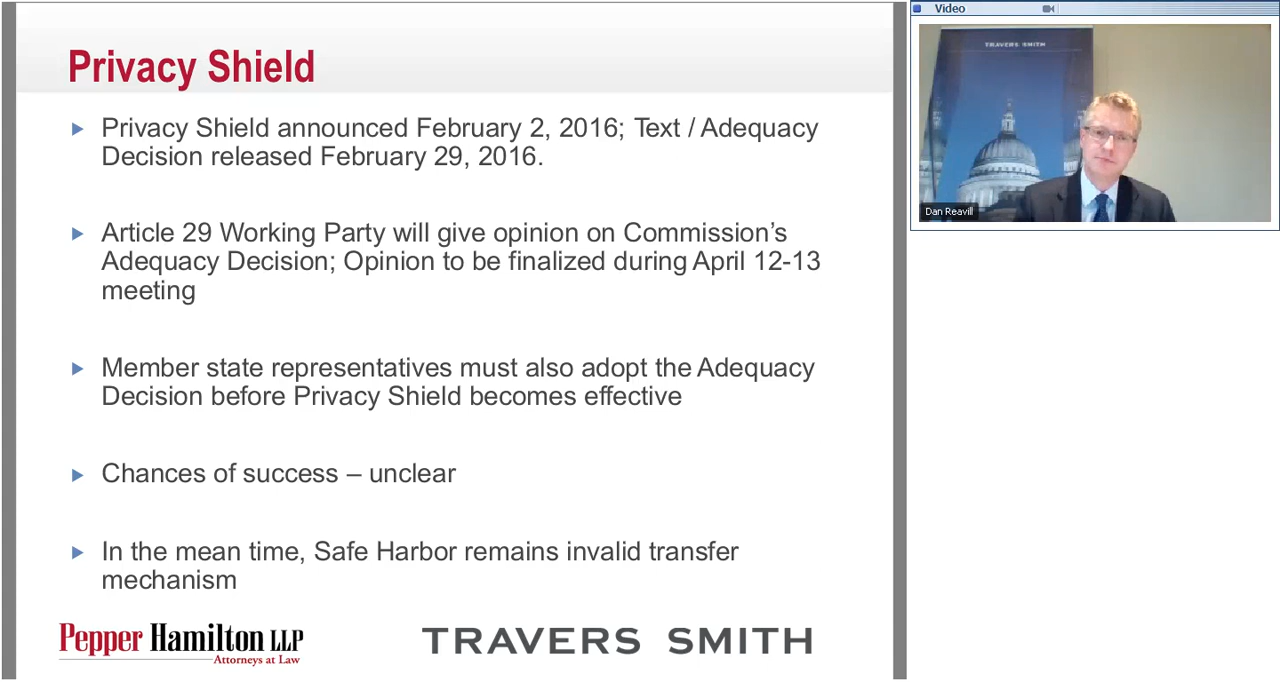 Privacy Shield
Privacy Shield announced February 2, 2016; Text / Adequacy
Decision released February 29, 2016.
Article 29 Working Party will give opinion on Commission's
Adequacy Decision; Opinion to be finalized during April 12-13
meeting
Member state representatives must also adopt the Adequacy
Decision before Privacy Shield becomes effective
Chances of success – unclear
In the mean time, Safe Harbor remains invalid transfer
mechanism
Pepper Hamilton LLP
Attorneys at Law
TRAVERS SMITH
Video
TRAVERS SMITH
Dan Reavill